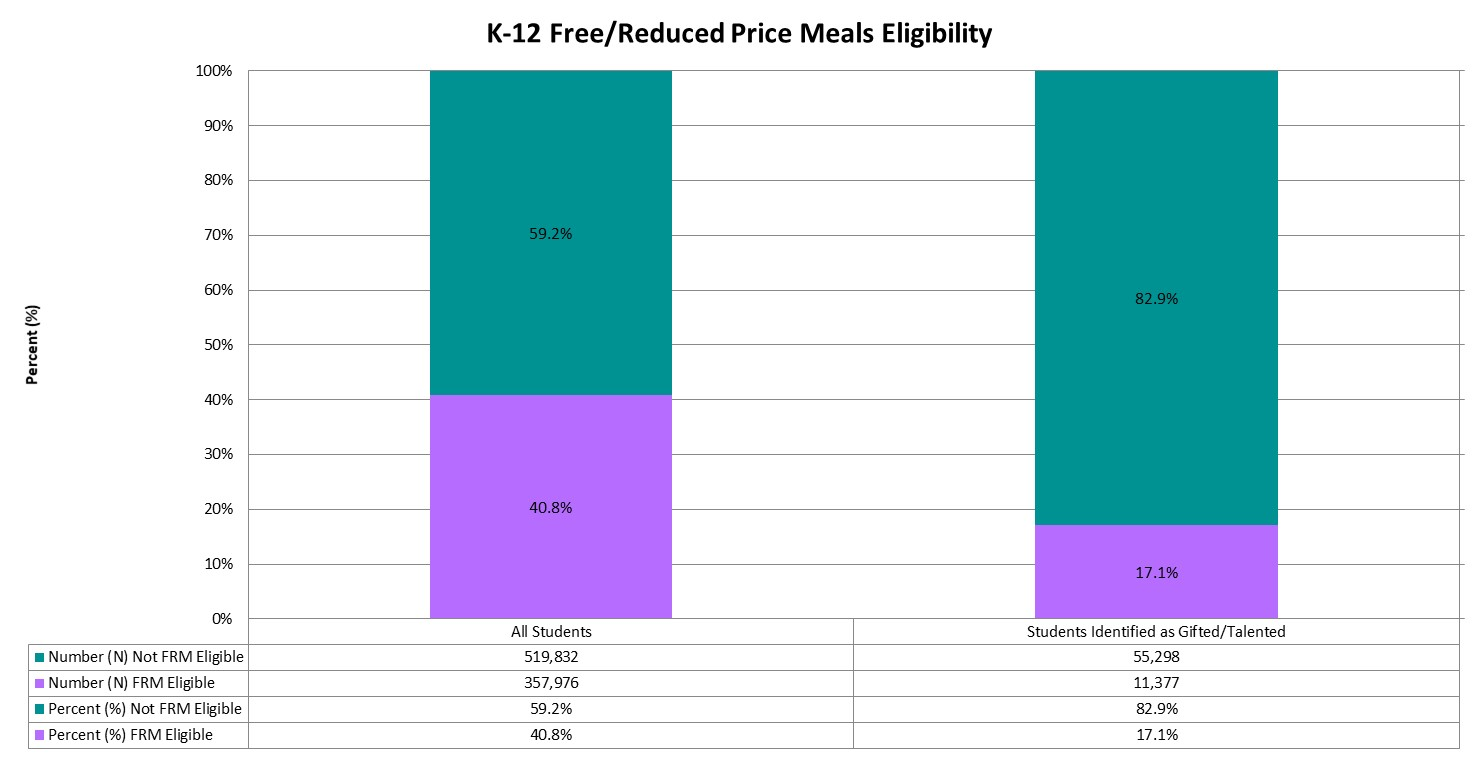 K-12 Free/Reduced Price Meals Eligibility
Percent (%)
100%
90%
80%
70%
60%
50%
40%
30%
20%
10%
0%
59.2%
40.8%
82.9%
17.1%
All Students Students Identified as Gifted/Talented
Number (N) Not FRM Eligible 519,832 55,298
Number (N) FRM Eligible 357,976 11,377
Percent (%) Not FRM Eligible 59.2% 82.9%
Percent (%) FRM Eligible 40.8% 17.1%